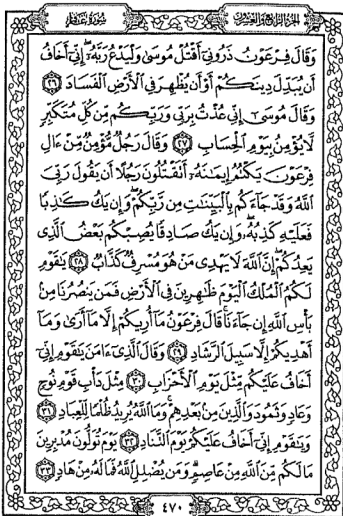 الجزء الرابع والعشرون سورة غافر
وَقَالَ فِرْعَوْنُ ذَرُونِىٓ أَقْتُلْ مُوسَىٰ وَلْيَدْعُ رَبَّهُۥٓ إِنِّىٓ أَخَافُ
أَن يُبَدِّلَ دِينَكُمْ أَوْ أَن يُظْهِرَ فِى ٱلْأَرْضِ ٱلْفَسَادَ ٢٦
وَقَالَ مُوسَىٰٓ إِنِّى عُذْتُ بِرَبِّى وَرَبِّكُم مِّن كُلِّ مُتَكَبِّرٍ
لَّا يُؤْمِنُ بِيَوْمِ ٱلْحِسَابِ ٢٧ وَقَالَ رَجُلٌ مُّؤْمِنٌ مِّنْ ءَالِ
فِرْعَوْنَ يَكْتُمُ إِيمَٰنَهُۥٓ أَتَقْتُلُونَ رَجُلًا أَن يَقُولَ رَبِّىَ
ٱللَّهُ وَقَدْ جَآءَكُم بِٱلْبَيِّنَٰتِ مِن رَّبِّكُمْ وَإِن يَكُ كَٰذِبًا
فَعَلَيْهِ كَذِبُهُۥ وَإِن يَكُ صَادِقًا يُصِبْكُم بَعْضُ ٱلَّذِى
يَعِدُكُمْ إِنَّ ٱللَّهَ لَا يَهْدِى مَنْ هُوَ مُسْرِفٌ كَذَّابٌ ٢٨ يَٰقَوْمِ
لَكُمُ ٱلْمُلْكُ ٱلْيَوْمَ ظَٰهِرِينَ فِى ٱلْأَرْضِ فَمَن يَنصُرُنَا مِنۢ
بَأْسِ ٱللَّهِ إِن جَآءَنَا قَالَ فِرْعَوْنُ مَآ أُرِيكُمْ إِلَّا مَآ أَرَىٰ وَمَآ
أَهْدِيكُمْ إِلَّا سَبِيلَ ٱلرَّشَادِ ٢٩ وَقَالَ ٱلَّذِىٓ ءَامَنَ يَٰقَوْمِ إِنِّىٓ
أَخَافُ عَلَيْكُم مِّثْلَ يَوْمِ ٱلْأَحْزَابِ ٣٠ مِثْلَ دَأْبِ قَوْمِ نُوحٍ
وَعَادٍ وَثَمُودَ وَٱلَّذِينَ مِنۢ بَعْدِهِمْ وَمَا ٱللَّهُ يُرِيدُ ظُلْمًا لِّلْعِبَادِ ٣١
وَيَٰقَوْمِ إِنِّىٓ أَخَافُ عَلَيْكُمْ يَوْمَ ٱلتَّنَادِ ٣٢ يَوْمَ تُوَلُّونَ مُدْبِرِينَ
مَا لَكُم مِّنَ ٱللَّهِ مِنْ عَاصِمٍ وَمَن يُضْلِلِ ٱللَّهُ فَمَا لَهُۥ مِنْ هَادٍ ٣٣
٤٧٠